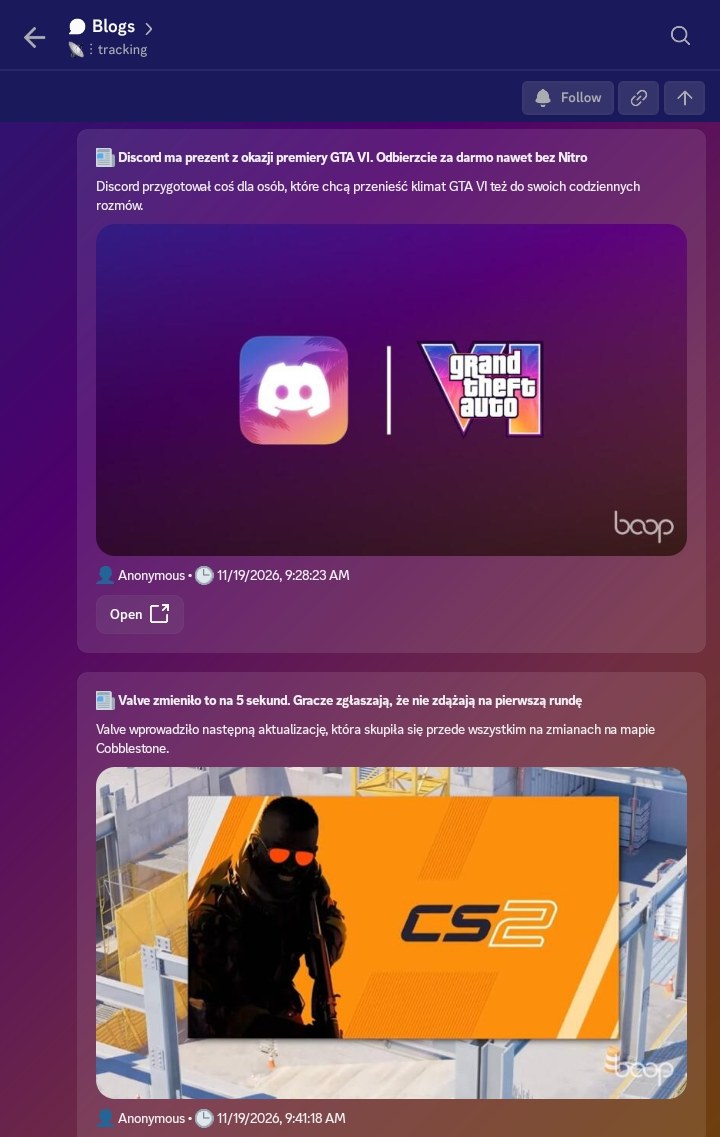 Blogs
⋮ tracking
Follow
Discord ma prezent z okazji premiery GTA VI. Odbierzcie za darmo nawet bez Nitro
Discord przygotował coś dla osób, które chcą przenieść klimat GTA VI też do swoich codziennych
rozmów.
VI
grand
theft
auto
boop
Anonymous • 11/19/2026, 9:28:23 AM
Open
Valve zmieniło to na 5 sekund. Gracze zgłaszają, że nie zdążają na pierwszą rundę
Valve wprowadziło następną aktualizację, która skupiła się przede wszystkim na zmianach na mapie
Cobblestone.
CS2
boop
Anonymous • 11/19/2026, 9:41:18 AM